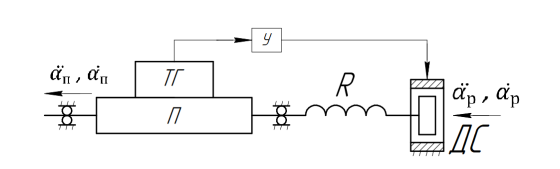 У
ТГ
α̈п , α̇п
R
α̈р , α̇р
П
ДС